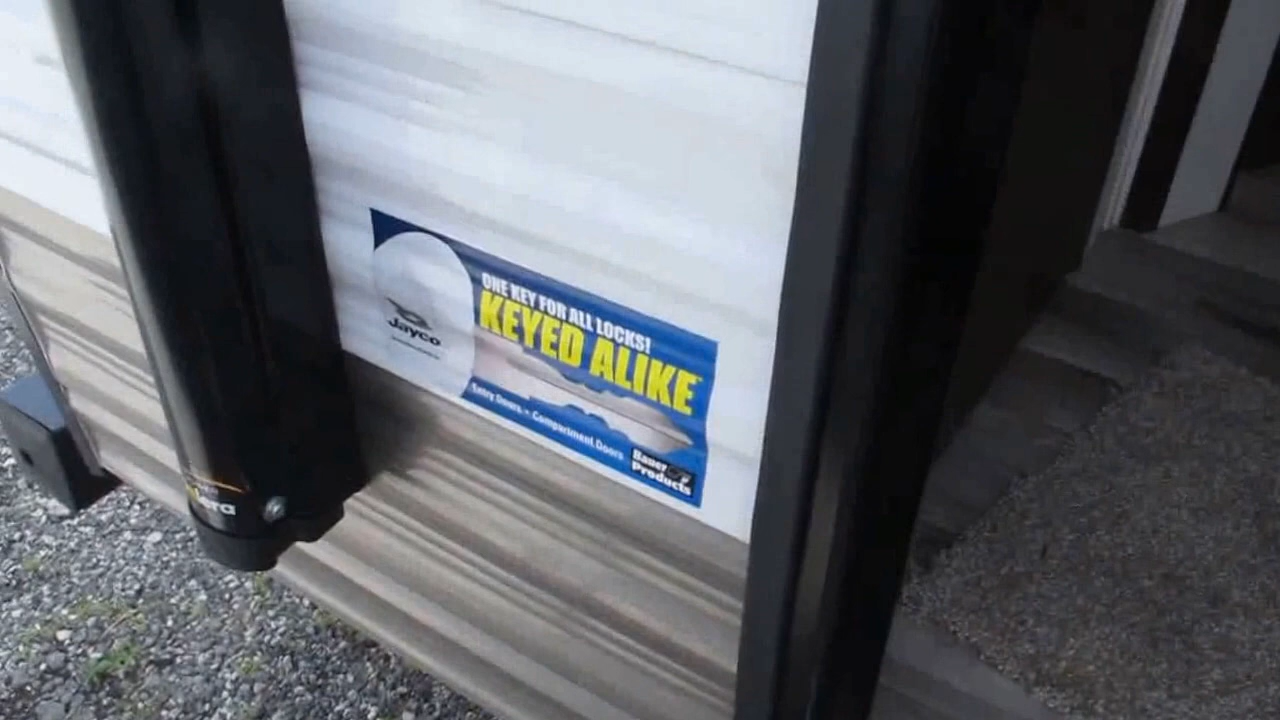 Jayco
ONE KEY FOR ALL LOCKS!
KEYED ALIKE
Entry Doors • Compartment Doors
Bauer
Products